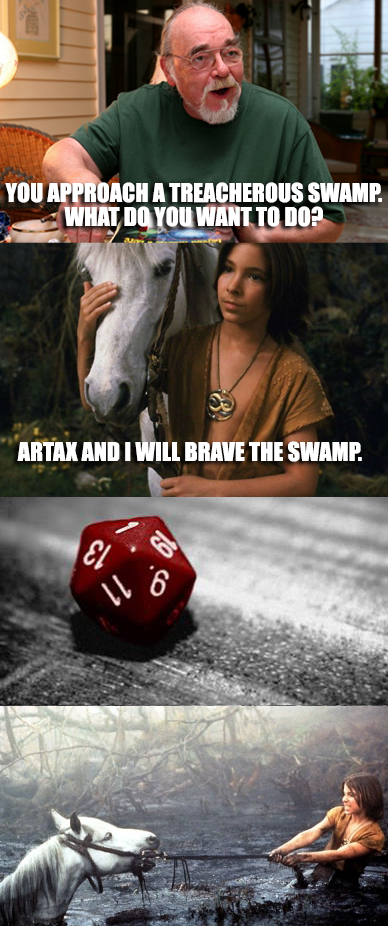 YOU APPROACH A TREACHEROUS SWAMP.
WHAT DO YOU WANT TO DO?
ARTAX AND I WILL BRAVE THE SWAMP.
1
13
19
11
9